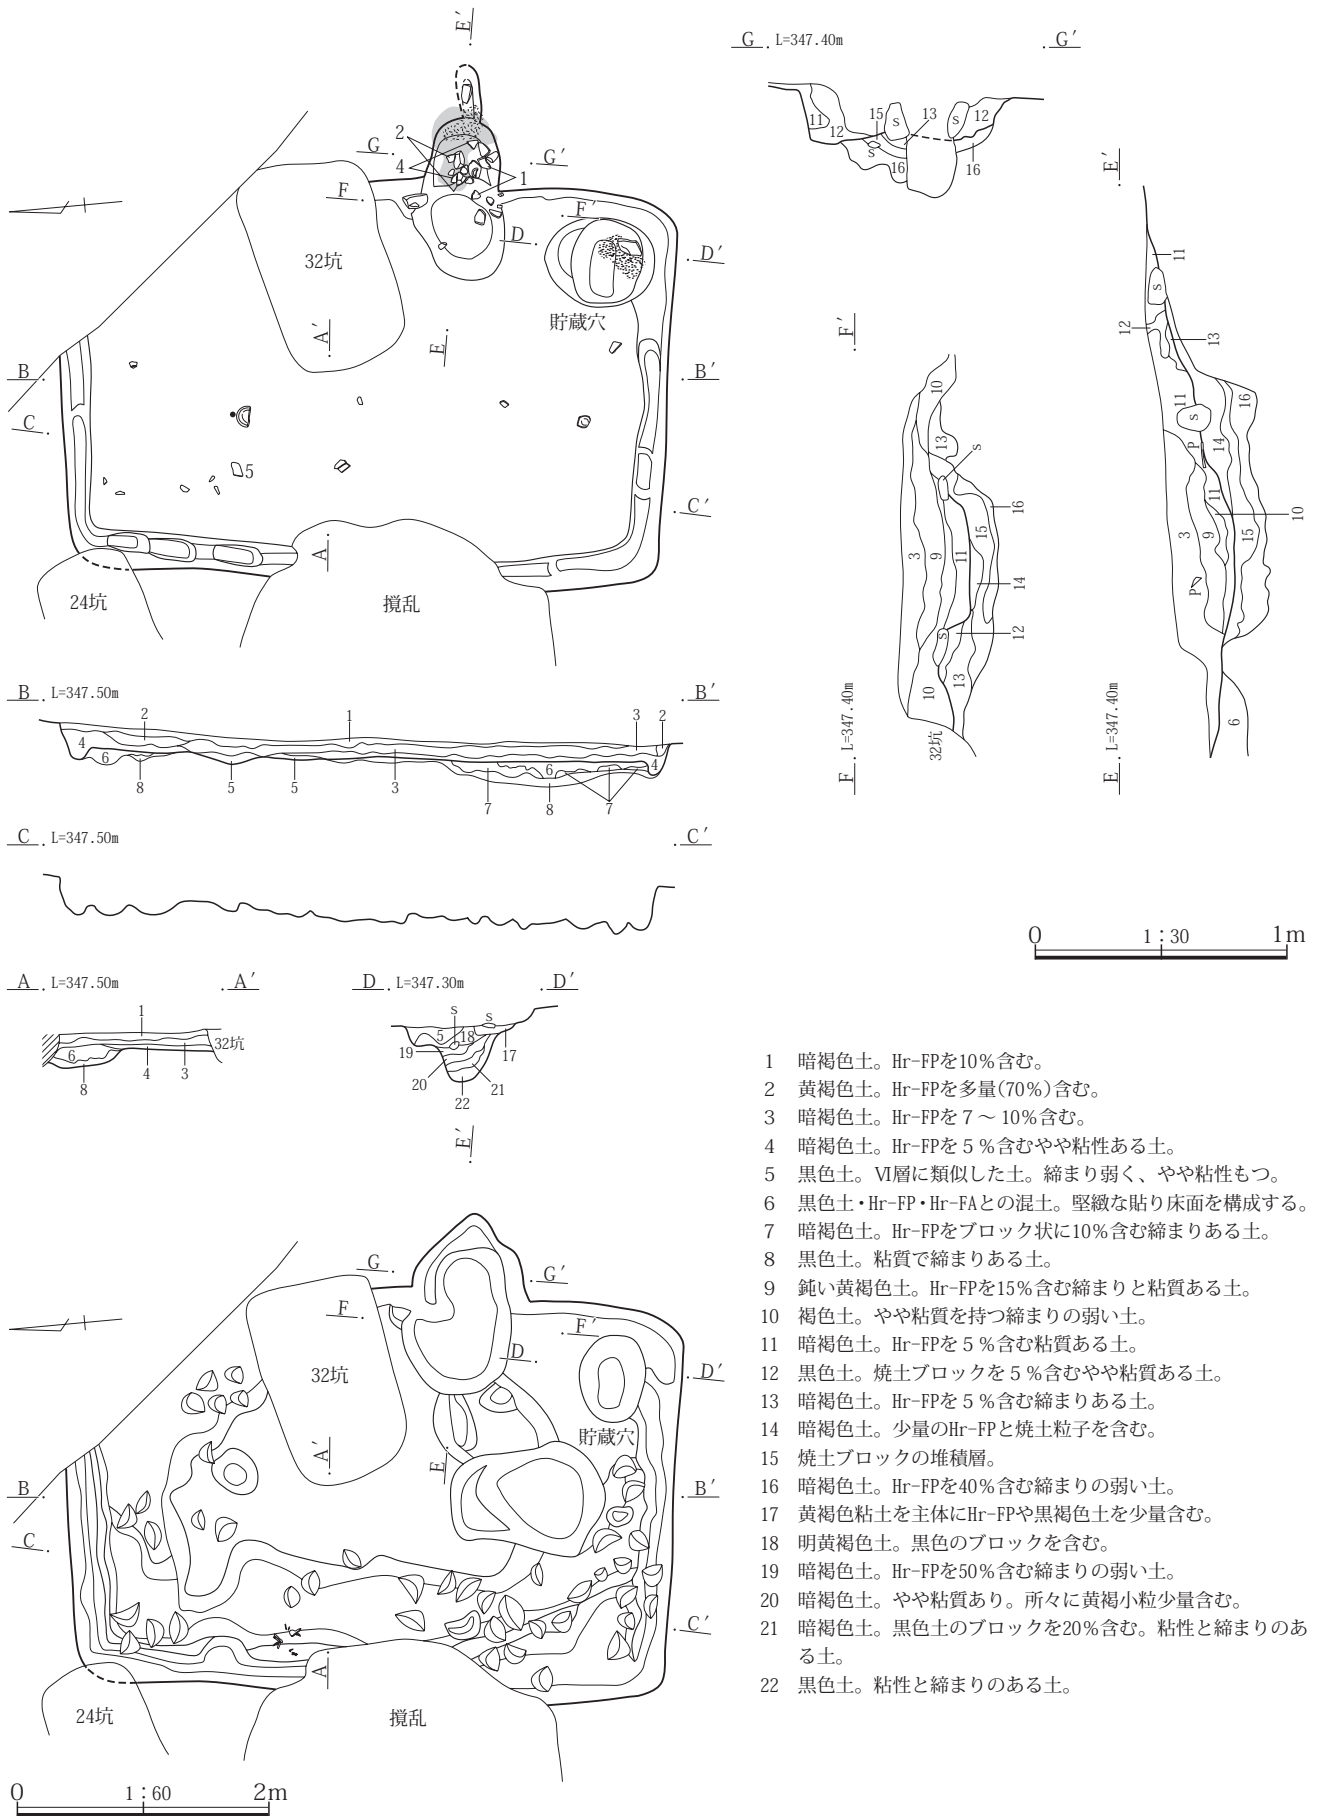 E′
G . L=347.40m . G′
2
G .
4
. G′
1
F .
. F′
D .
. D′
32坑
貯蔵穴
A′
E
B . . B′
C .
5
. C′
A
24坑
撹乱
11 12 15 S 13 S 12
S 16 16
F′
10
13
S
16
15
3 9 11
14
S
12
13
10
32坑
F . L=347.40m
E′
11
S
12
13
11
16
S
P
14
11
10
3 9 15
P
6
E . L=347.40m
B . L=347.50m . B′
2 1 3 2
4 6 6 4
8 5 5 3 7 8 7
C . L=347.50m . C′
0 1：30 1m
A . L=347.50m . A′
1
32坑
6
8 4 3
D . L=347.30m . D′
S S
5 18
19 17
20 21
22
1 暗褐色土。Hr-FPを10％含む。
2 黄褐色土。Hr-FPを多量(70％)含む。
3 暗褐色土。Hr-FPを７～10％含む。
4 暗褐色土。Hr-FPを５％含むやや粘性ある土。
5 黒色土。Ⅵ層に類似した土。締まり弱く、やや粘性もつ。
6 黒色土・Hr-FP・Hr-FAとの混土。堅緻な貼り床面を構成する。
7 暗褐色土。Hr-FPをブロック状に10％含む締まりある土。
8 黒色土。粘質で締まりある土。
9 鈍い黄褐色土。Hr-FPを15％含む締まりと粘質ある土。
10 褐色土。やや粘質を持つ締まりの弱い土。
11 暗褐色土。Hr-FPを５％含む粘質ある土。
12 黒色土。焼土ブロックを５％含むやや粘質ある土。
13 暗褐色土。Hr-FPを５％含む締まりある土。
14 暗褐色土。少量のHr-FPと焼土粒子を含む。
15 焼土ブロックの堆積層。
16 暗褐色土。Hr-FPを40％含む締まりの弱い土。
17 黄褐色粘土を主体にHr-FPや黒褐色土を少量含む。
18 明黄褐色土。黒色のブロックを含む。
19 暗褐色土。Hr-FPを50％含む締まりの弱い土。
20 暗褐色土。やや粘質あり。所々に黄褐小粒少量含む。
21 暗褐色土。黒色土のブロックを20％含む。粘性と締まりのあ
る土。
22 黒色土。粘性と締まりのある土。
E′
G . . G′
F . . F′
D . . D′
32坑
貯蔵穴
A′
E
B . . B′
C . . C′
A
24坑
撹乱
0 1：60 2m